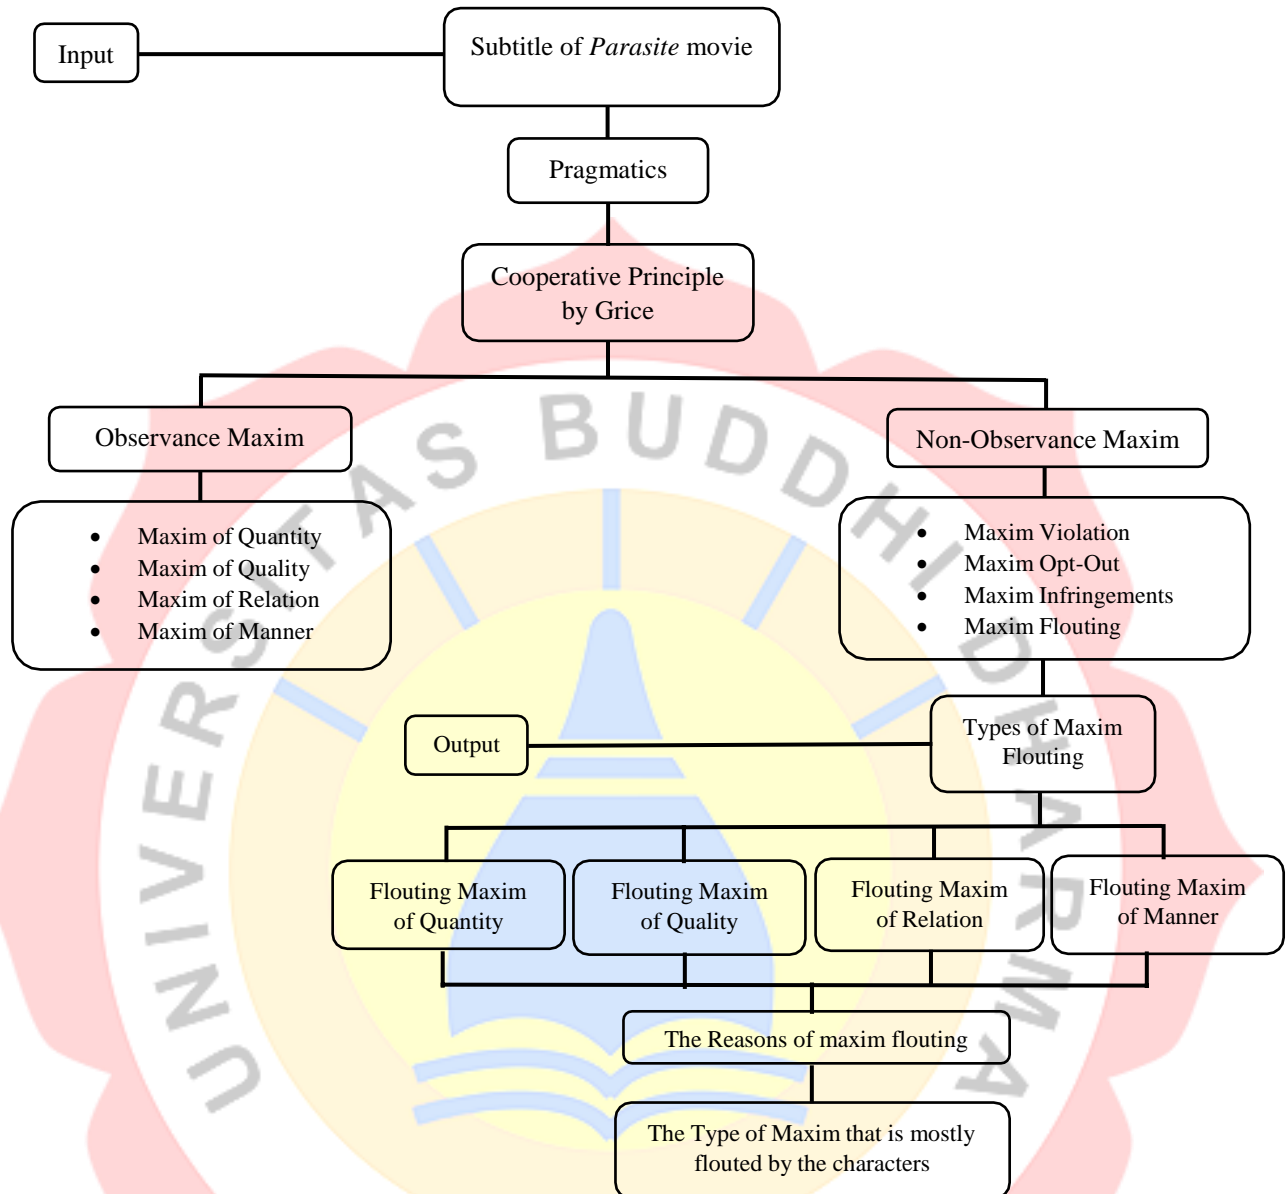 Input
Subtitle of Parasite movie
Pragmatics
Cooperative Principle
by Grice
Observance Maxim
Non-Observance Maxim
• Maxim of Quantity
• Maxim of Quality
• Maxim of Relation
• Maxim of Manner
• Maxim Violation
• Maxim Opt-Out
• Maxim Infringements
• Maxim Flouting
Output
Types of Maxim
Flouting
Flouting Maxim
of Quantity
Flouting Maxim
of Quality
Flouting Maxim
of Relation
Flouting Maxim
of Manner
The Reasons of maxim flouting
The Type of Maxim that is mostly
flouted by the characters
UNIVERSITAS BUDDHI DHARMA